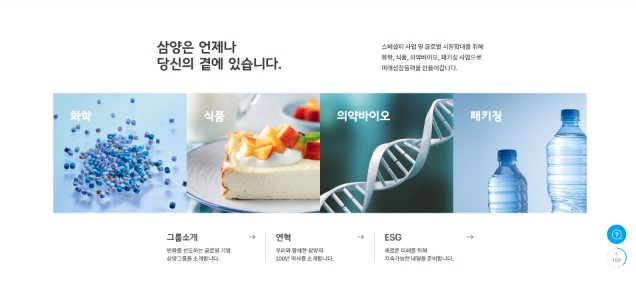 삼양은 언제나
당신의 곁에 있습니다.
스페셜티 사업 및 글로벌 시장확대를 위해
화학, 식품, 의약바이오, 패키징 사업으로
미래성장동력을 만들어갑니다.
화학
식품
의약바이오
패키징
그룹소개
변화를 선도하는 글로벌 기업
삼양그룹을 소개합니다.
연혁
우리와 함께한 삼양의
100년 역사를 소개합니다.
ESG
새로운 미래를 위해
지속가능한 내일을 준비합니다.
TOP